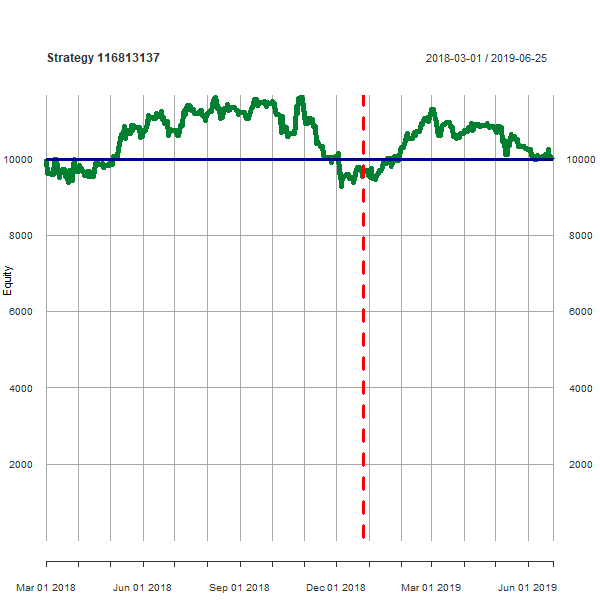 Strategy 116813137
2018-03-01 / 2019-06-25
10000
10000
8000
8000
Equity
6000
6000
4000
4000
2000
2000
Mar 01 2018
Jun 01 2018
Sep 01 2018
Dec 01 2018
Mar 01 2019
Jun 01 2019